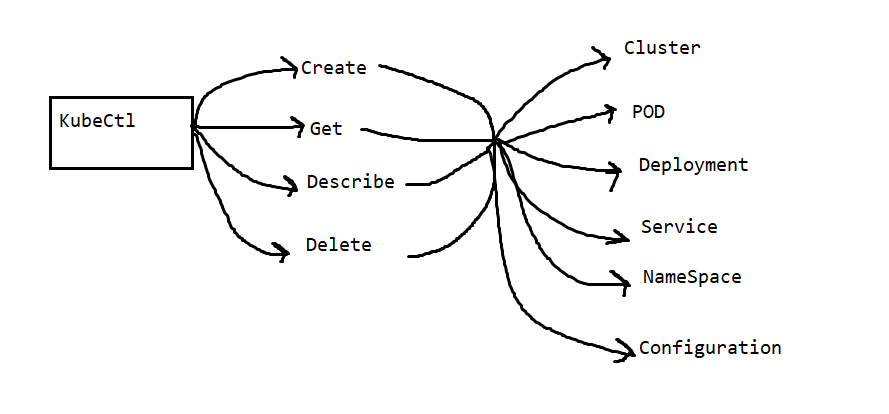 KubeCtl
Create
Get
Describe
Delete
Cluster
POD
Deployment
Service
NameSpace
Configuration